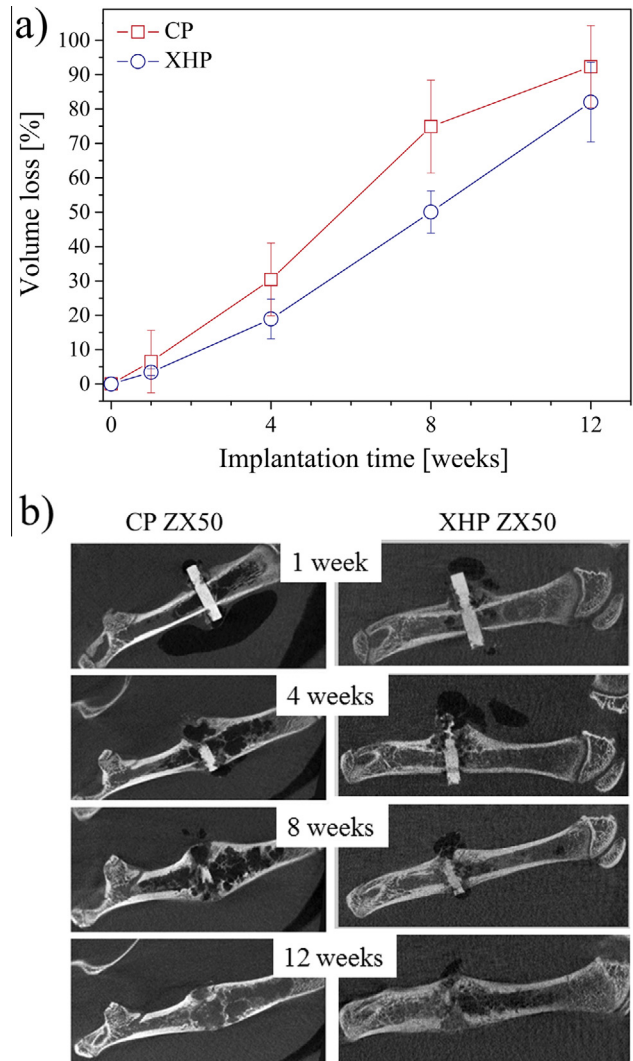 a)
CP
XHP
Volume loss [%]
100
90
80
70
60
50
40
30
20
10
0
0 4 8 12
Implantation time [weeks]
b)
CP ZX50 XHP ZX50
1 week
4 weeks
8 weeks
12 weeks